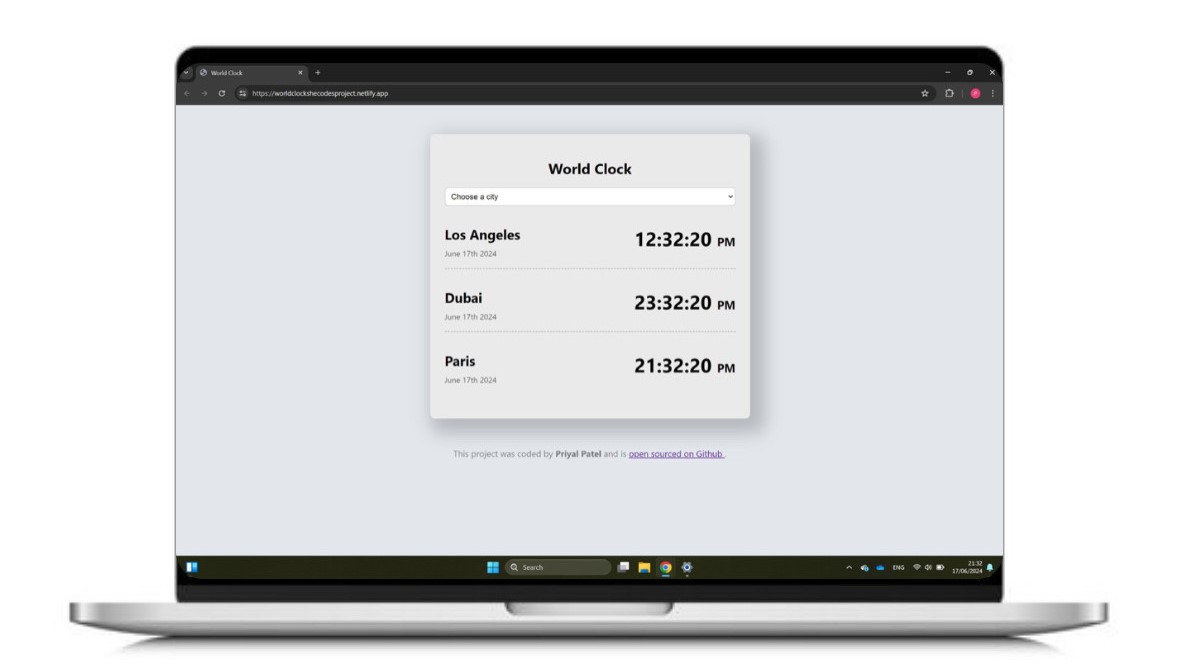 World Clock
https://worldclockshecodesproject.netlify.app
World Clock
Choose a city
Los Angeles 12:32:20 PM
June 17th 2024
Dubai 23:32:20 PM
June 17th 2024
Paris 21:32:20 PM
June 17th 2024
This project was coded by Priyal Patel and is open sourced on Github .
Search
ENG
21:32
17/06/2024